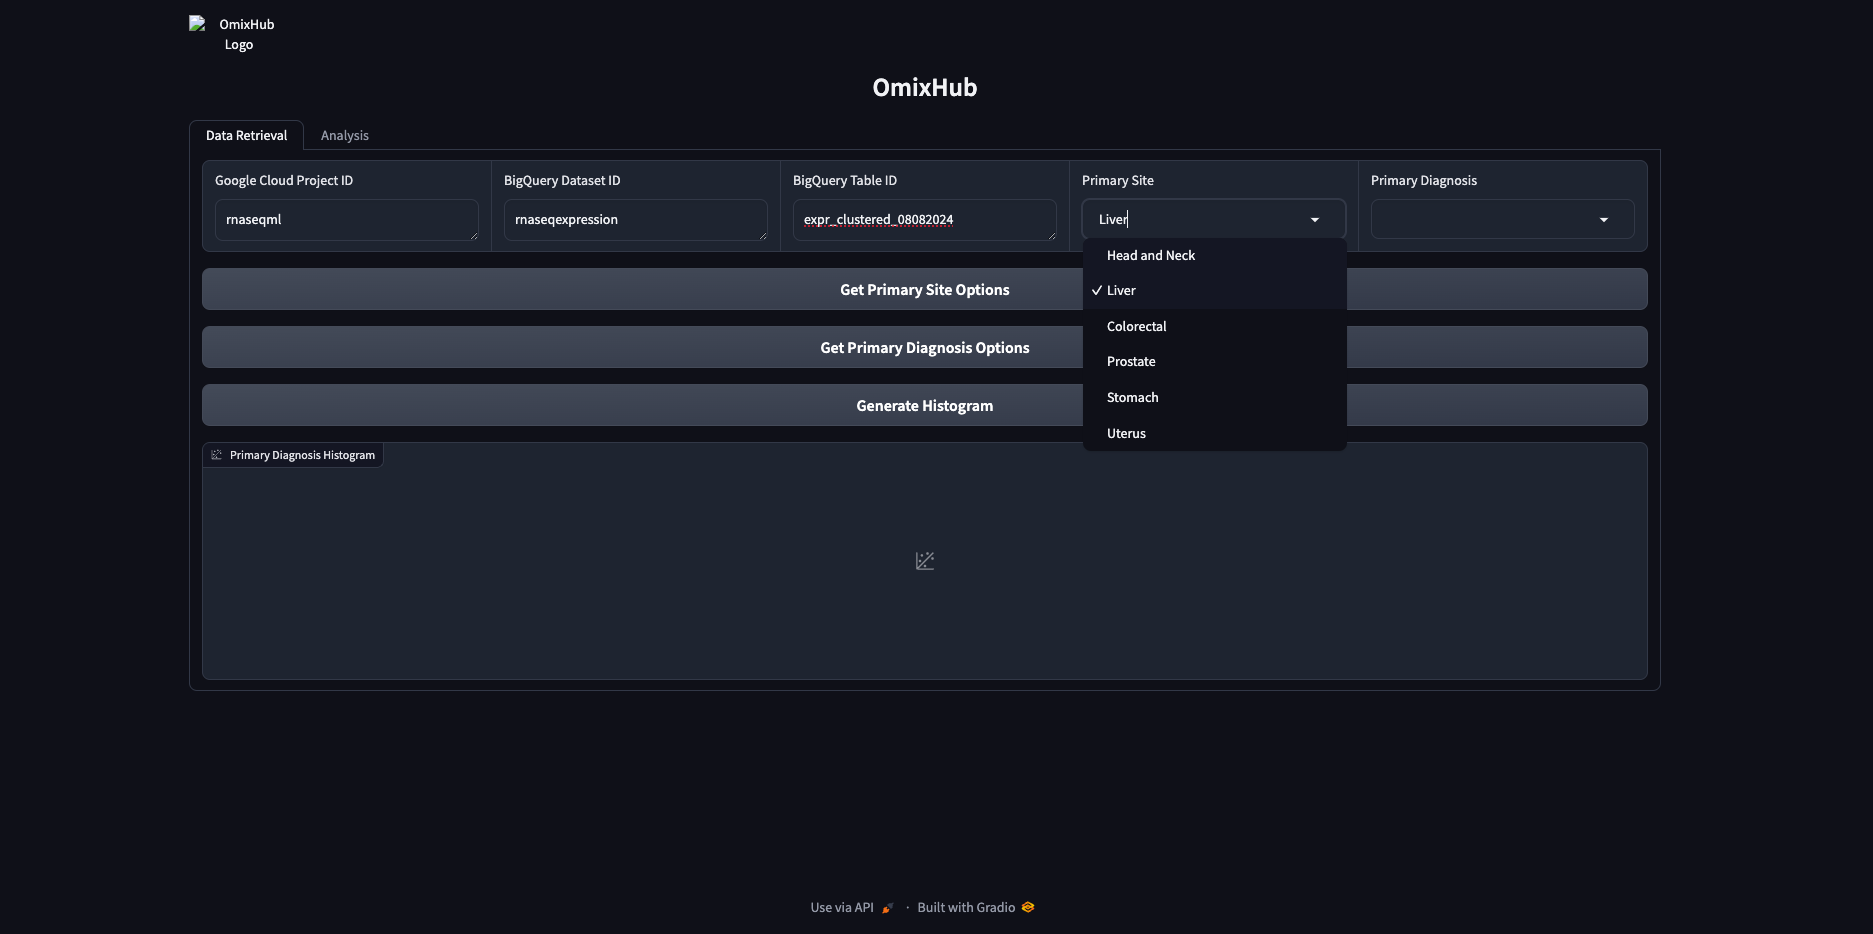 OmixHub
Logo
OmixHub
Data Retrieval
Analysis
Google Cloud Project ID
BigQuery Dataset ID
BigQuery Table ID
Primary Site
Primary Diagnosis
rnaseqml
rnaseqexpression
expr_clustered_08082024
Liver
Head and Neck
Liver
Colorectal
Prostate
Stomach
Uterus
Get Primary Site Options
Get Primary Diagnosis Options
Generate Histogram
Primary Diagnosis Histogram
Use via API · Built with Gradio